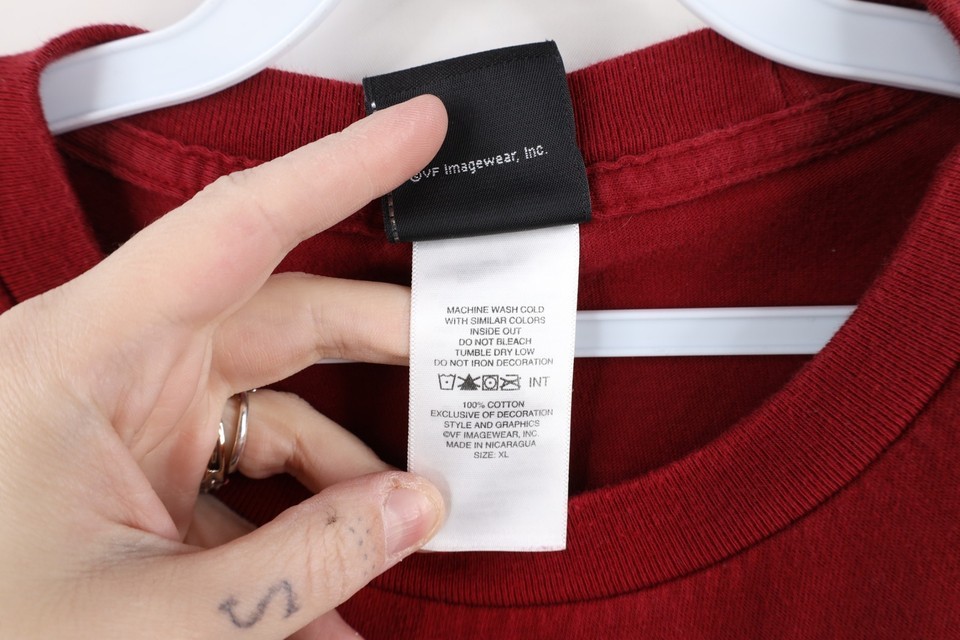 ©VF Imagewear, Inc.
MACHINE WASH COLD
WITH SIMILAR COLORS
INSIDE OUT
DO NOT BLEACH
TUMBLE DRY LOW
DO NOT IRON DECORATION
INT
100% COTTON
EXCLUSIVE OF DECORATION
STYLE AND GRAPHICS
©VF IMAGEWEAR, INC.
MADE IN NICARAGUA
SIZE: XL
S